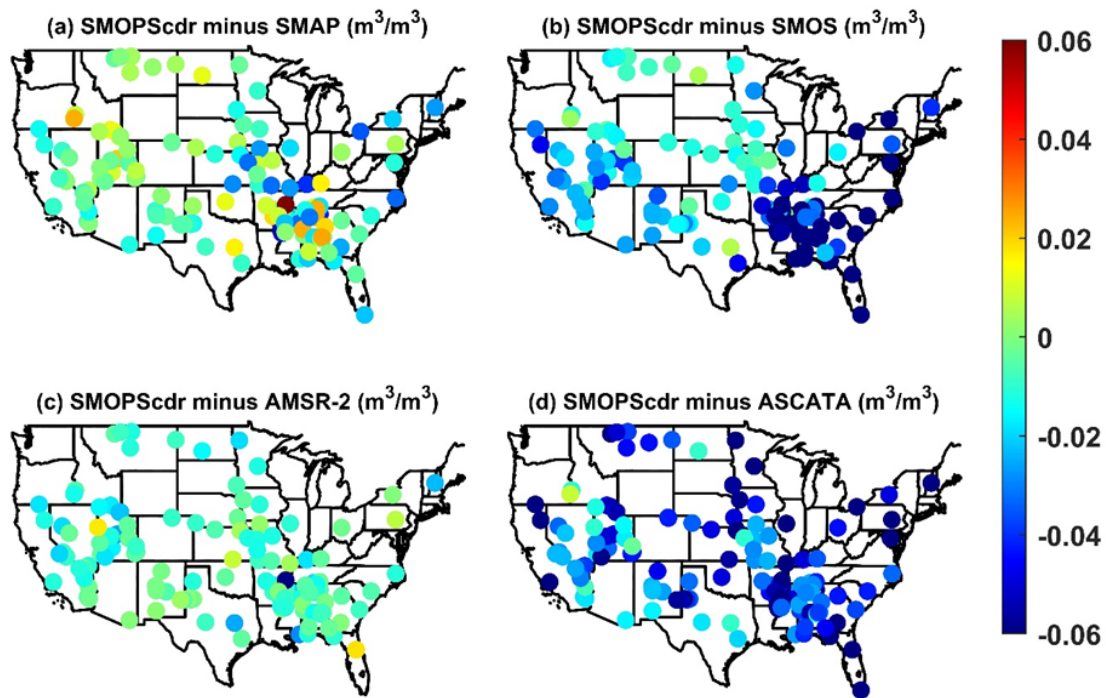 (a) SMOPScdr minus SMAP (m³/m³)
(b) SMOPScdr minus SMOS (m³/m³)
(c) SMOPScdr minus AMSR-2 (m³/m³)
(d) SMOPScdr minus ASCATA (m³/m³)
0.06
0.04
0.02
0
-0.02
-0.04
-0.06